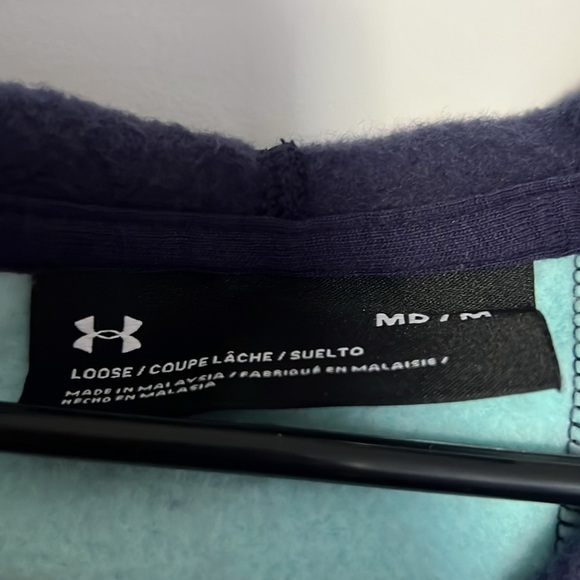 MD / M
LOOSE / COUPE LÂCHE / SUELTO
MADE IN MALAYSIA / FABRIQUÉ EN MALAISIE /
HECHO EN MALASIA